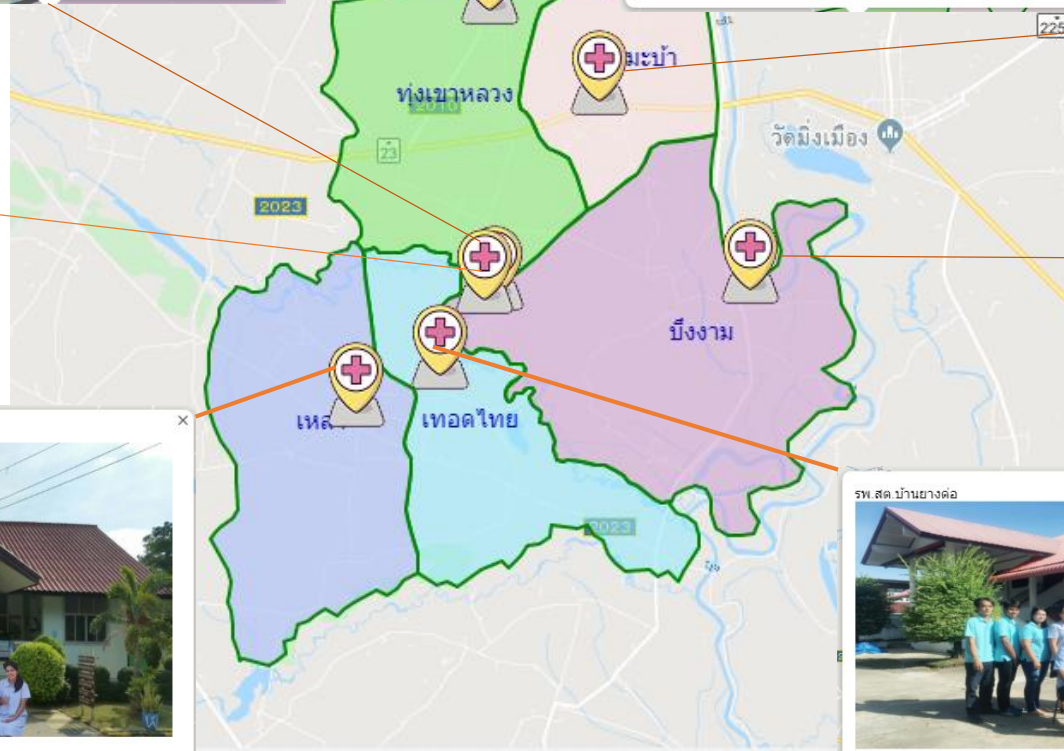 225
มะบ้า
ทุ่งเขาหลวง
2010
วัดมิ่งเมือง
23
2023
บึงงาม
เทอดไทย
×
2023
รพ.สต.บ้านยางต่อ